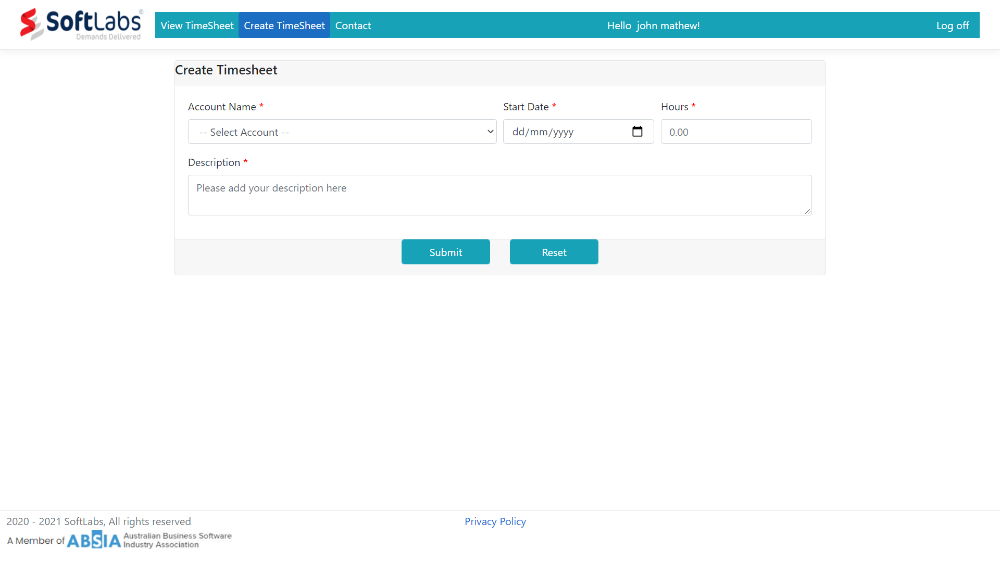 SoftLabs®
Demands Delivered
View TimeSheet Create TimeSheet Contact Hello john mathew! Log off
Create Timesheet
Account Name * Start Date * Hours *
-- Select Account -- dd/mm/yyyy 0.00
Description *
Please add your description here
Submit Reset
2020 - 2021 SoftLabs, All rights reserved Privacy Policy
A Member of ABSIA Australian Business Software
Industry Association